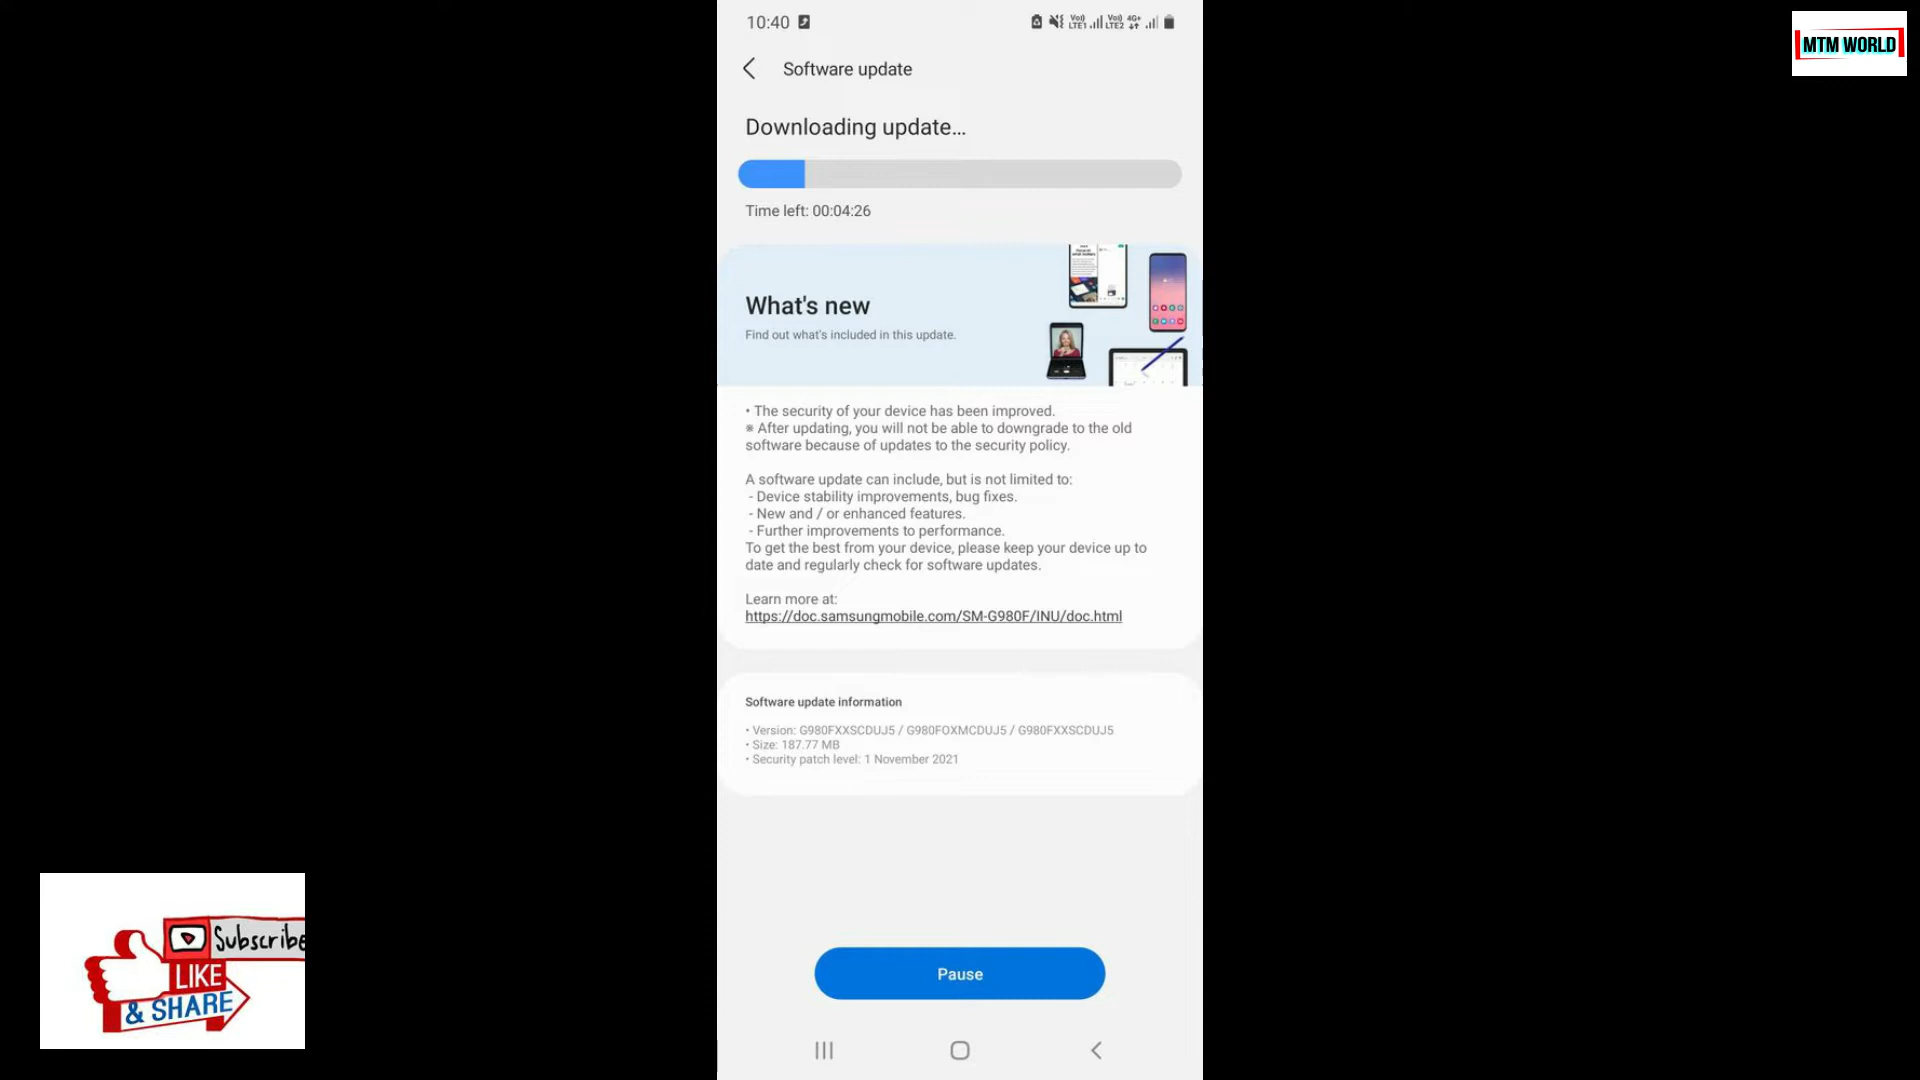 10:40
Vo)) LTE1 Vo)) LTE2 4G+
MTM WORLD
Software update
Downloading update...
Time left: 00:04:26
What's new
Find out what's included in this update.
• The security of your device has been improved.
※ After updating, you will not be able to downgrade to the old
software because of updates to the security policy.
A software update can include, but is not limited to:
- Device stability improvements, bug fixes.
- New and / or enhanced features.
- Further improvements to performance.
To get the best from your device, please keep your device up to
date and regularly check for software updates.
Learn more at:
https://doc.samsungmobile.com/SM-G980F/INU/doc.html
Software update information
• Version: G980FXXSCDUJ5 / G980FOXMCDUJ5 / G980FXXSCDUJ5
• Size: 187.77 MB
• Security patch level: 1 November 2021
Subscribe
LIKE
& SHARE
Pause